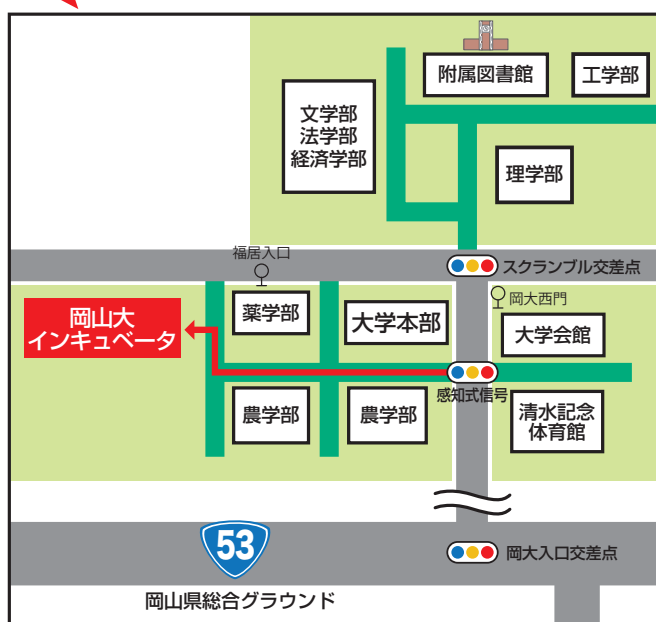 附属図書館
工学部
文学部
法学部
経済学部
理学部
福居入口
スクランブル交差点
岡大西門
岡山大
インキュベータ
薬学部
大学本部
大学会館
感知式信号
農学部
農学部
清水記念
体育館
53
岡大入口交差点
岡山県総合グラウンド